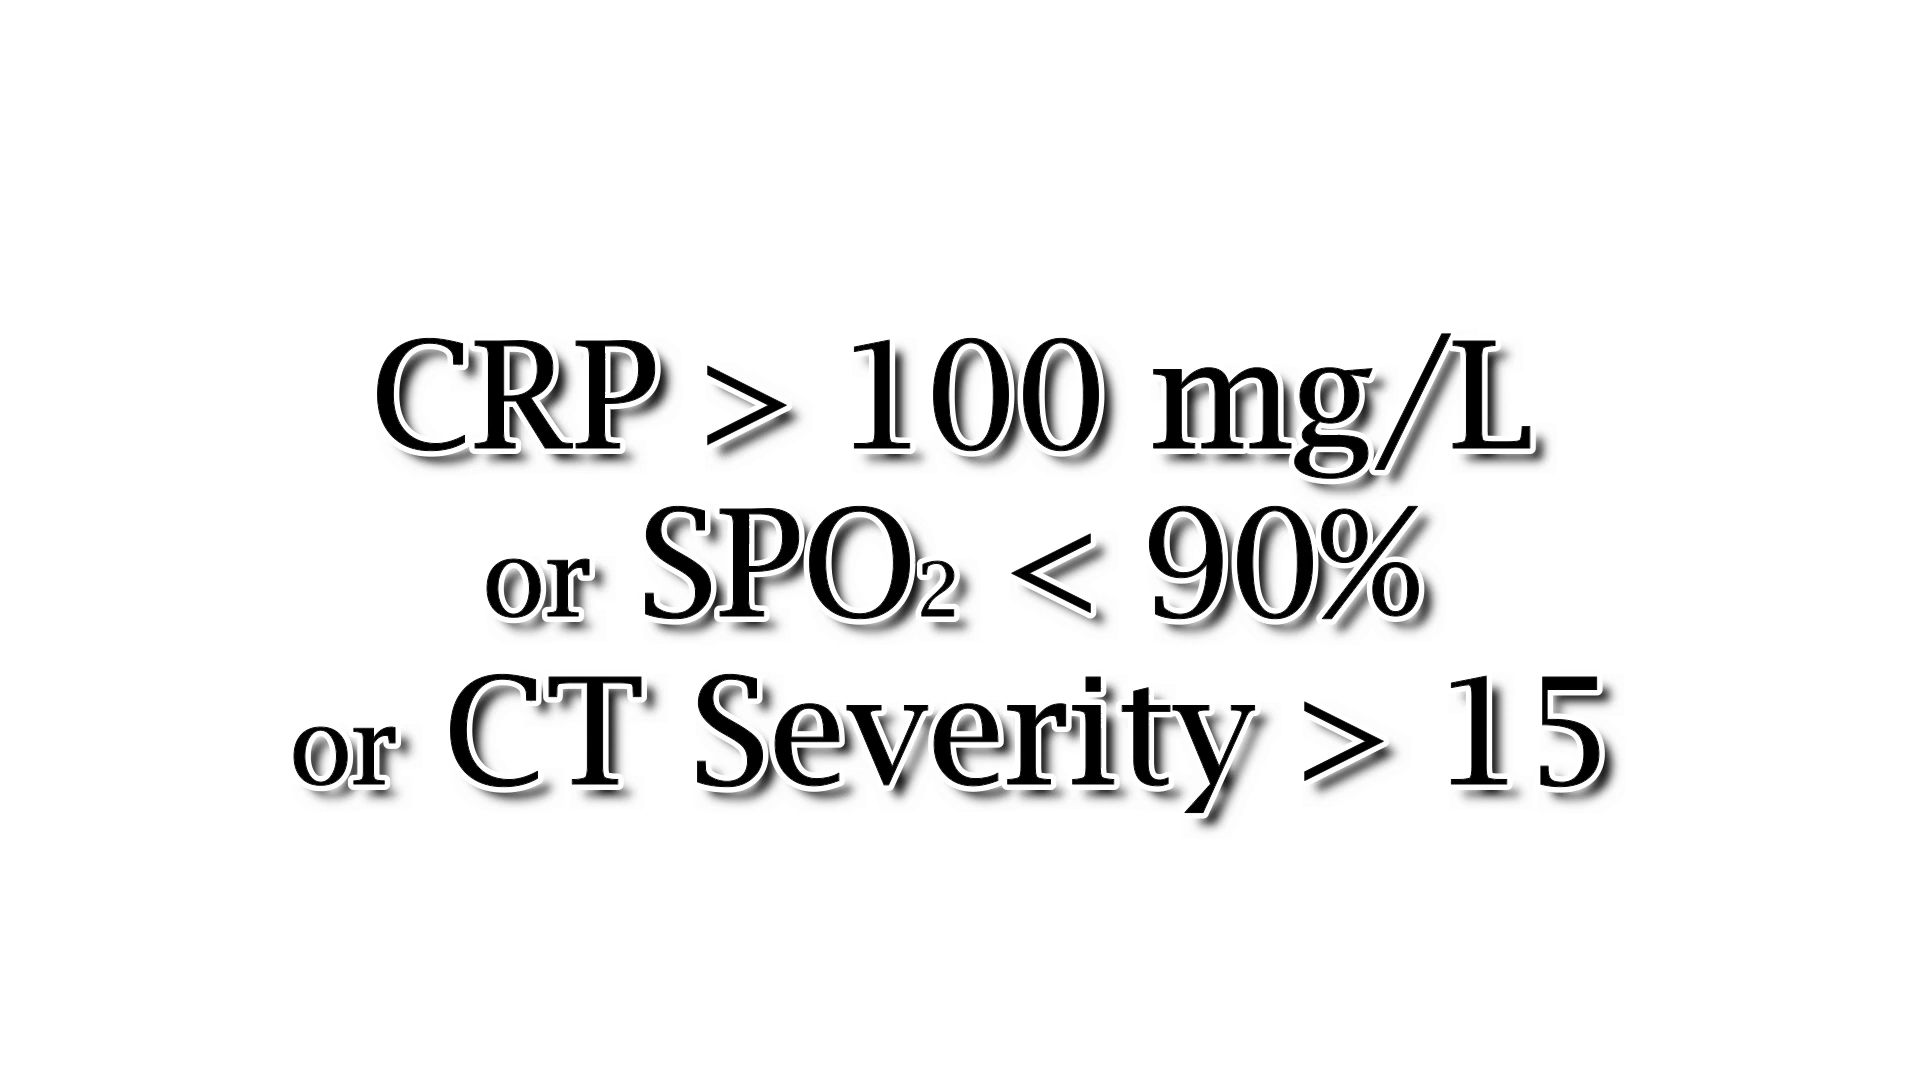 CRP > 100 mg/L
or SPO₂ < 90%
or CT Severity > 15